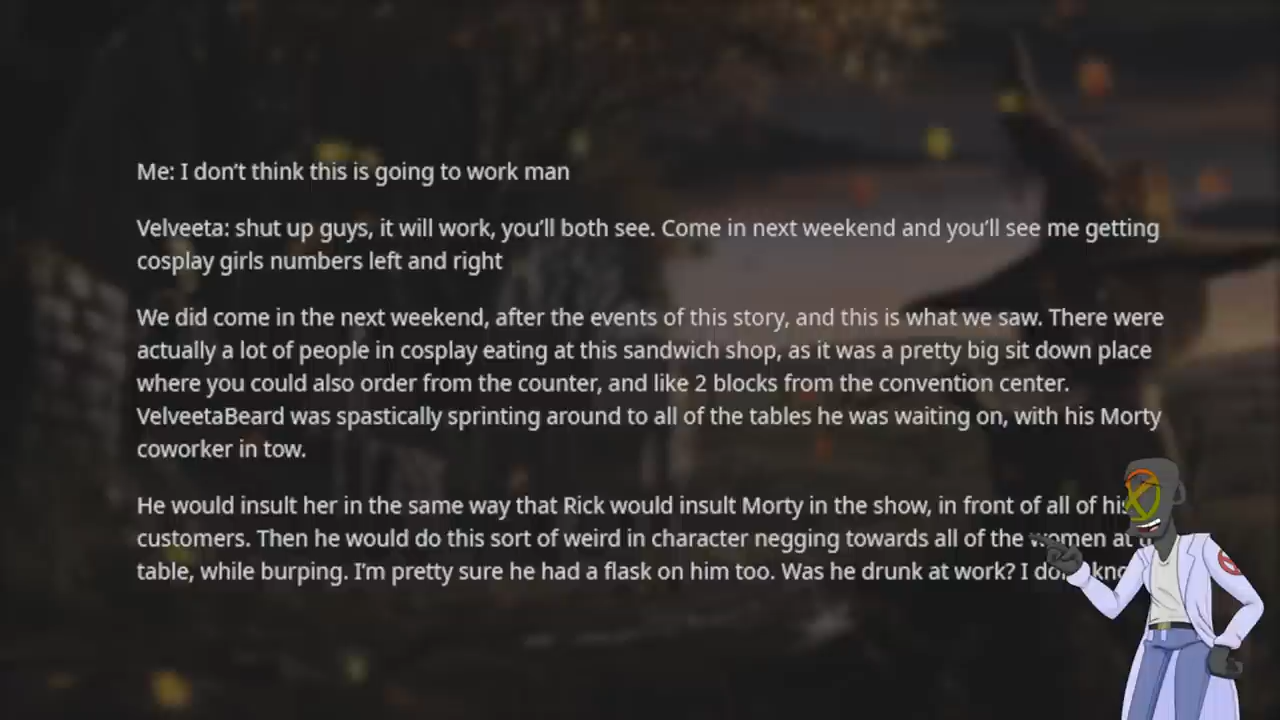 Me: I don't think this is going to work man
Velveeta: shut up guys, it will work, you'll both see. Come in next weekend and you'll see me getting
cosplay girls numbers left and right
We did come in the next weekend, after the events of this story, and this is what we saw. There were
actually a lot of people in cosplay eating at this sandwich shop, as it was a pretty big sit down place
where you could also order from the counter, and like 2 blocks from the convention center.
VelveetaBeard was spastically sprinting around to all of the tables he was waiting on, with his Morty
coworker in tow.
He would insult her in the same way that Rick would insult Morty in the show, in front of all of his
customers. Then he would do this sort of weird in character negging towards all of the women at
table, while burping. I'm pretty sure he had a flask on him too. Was he drunk at work? I